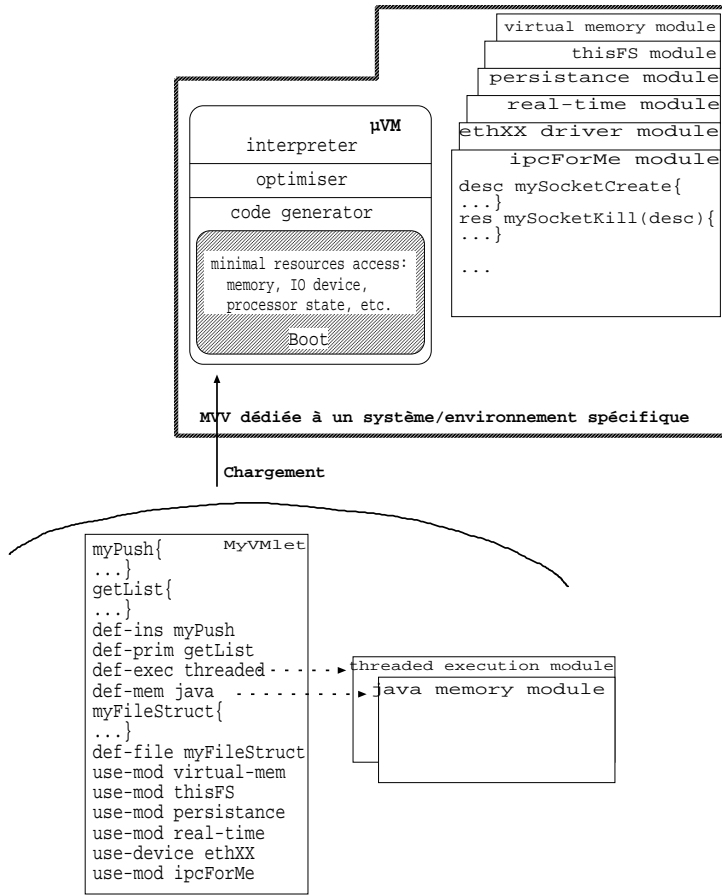 virtual memory module
thisFS module
persistance module
real-time module
ethXX driver module
ipcForMe module
desc mySocketCreate{
...}
res mySocketKill(desc){
...}
...
µVM
interpreter
optimiser
code generator
minimal resources access:
memory, IO device,
processor state, etc.
Boot
MVV dédiée à un système/environnement spécifique
Chargement
MyVMlet
myPush{
...}
getList{
...}
def-ins myPush
def-prim getList
def-exec threaded
def-mem java
myFileStruct{
...}
def-file myFileStruct
use-mod virtual-mem
use-mod thisFS
use-mod persistance
use-mod real-time
use-device ethXX
use-mod ipcForMe
threaded execution module
java memory module